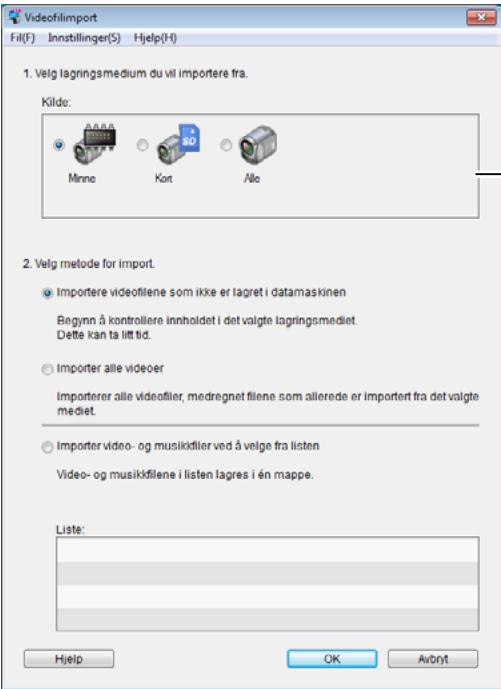 Videofilimport
Fil(F) Innstillinger(S) Hjelp(H)
1. Velg lagringsmedium du vil importere fra.
Kilde:
SD
Minne Kort Alle
2. Velg metode for import.
Importere videofilene som ikke er lagret i datamaskinen
Begynn å kontrollere innholdet i det valgte lagringsmediet.
Dette kan ta litt tid.
Importer alle videoer
Importerer alle videofiler, medregnet filene som allerede er importert fra det valgte
mediet.
Importer video- og musikkfiler ved å velge fra listen
Video- og musikkfilene i listen lagres i én mappe.
Liste:
Hjelp OK Avbryt